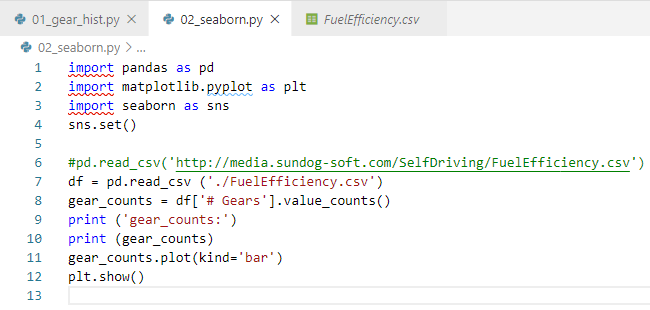 01_gear_hist.py
02_seaborn.py
FuelEfficiency.csv
02_seaborn.py > ...
1 import pandas as pd
2 import matplotlib.pyplot as plt
3 import seaborn as sns
4 sns.set()
5
6 #pd.read_csv('http://media.sundog-soft.com/SelfDriving/FuelEfficiency.csv')
7 df = pd.read_csv ('./FuelEfficiency.csv')
8 gear_counts = df['# Gears'].value_counts()
9 print ('gear_counts:')
10 print (gear_counts)
11 gear_counts.plot(kind='bar')
12 plt.show()
13